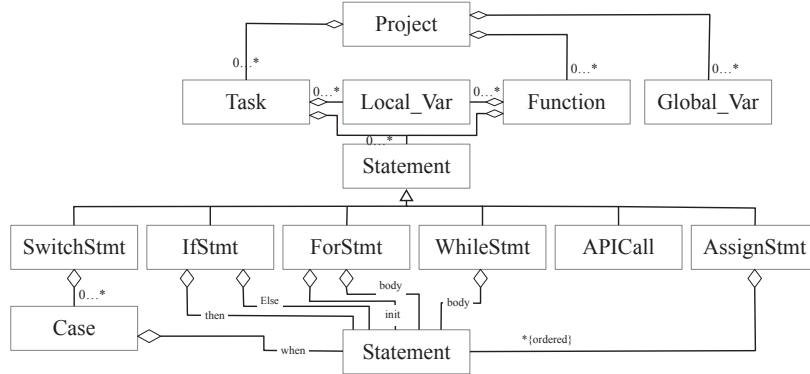 Project
0…*
0…*
0…*
Task
0…*
Local_Var
0…*
Function
Global_Var
0…*
Statement
SwitchStmt
IfStmt
ForStmt
WhileStmt
APICall
AssignStmt
0…*
then
Else
body
init
body
Case
when
Statement
*{ordered}